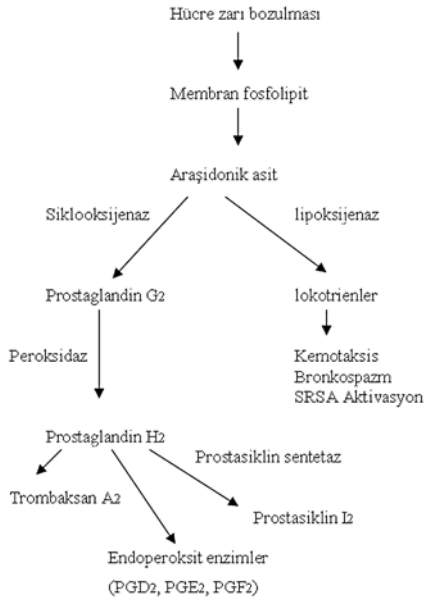 Hücre zarı bozulması
Membran fosfolipit
Araşidonik asit
Siklooksijenaz
lipoksijenaz
Prostaglandin G2
lokotrienler
Peroksidaz
Kemotaksis
Bronkospazm
SRSA Aktivasyon
Prostaglandin H2
Prostasiklin sentetaz
Trombaksan A2
Prostasiklin I2
Endoperoksit enzimler
(PGD2, PGE2, PGF2)